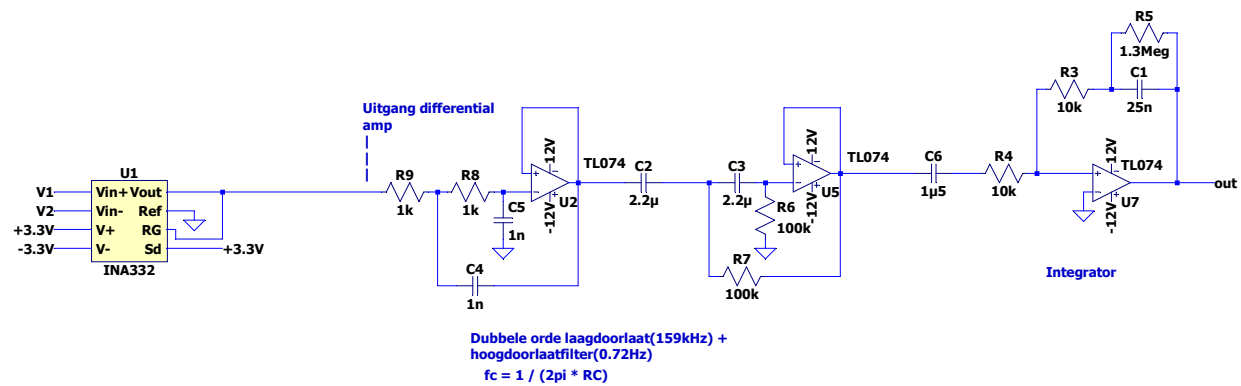 R5
1.3Meg
R3
C1
10k
25n
Uitgang differential
amp
U1
V1
Vin+ Vout
V2
Vin- Ref
+3.3V
V+ RG
-3.3V
V- Sd
+3.3V
INA332
R9
1k
R8
1k
C5
1n
C4
1n
+
-
-12V
-12V
-
+
TL074
U2
C2
2.2µ
C3
2.2µ
R6
100k
R7
100k
+
-
-12V
-12V
-
+
TL074
U5
C6
1µ5
R4
10k
+
-
-12V
-12V
-
+
TL074
U7
out
Integrator
Dubbele orde laagdoorlaat(159kHz) +
hoogdoorlaatfilter(0.72Hz)
fc = 1 / (2pi * RC)